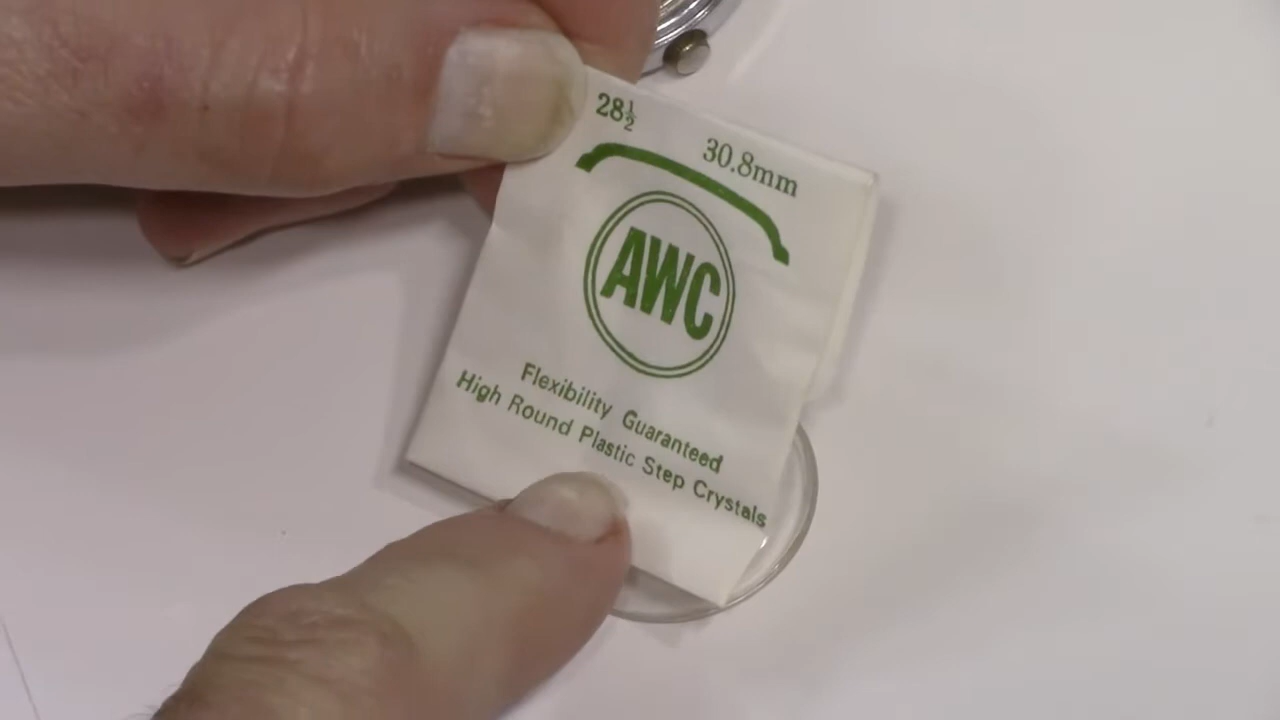 28½
30.8mm
AWC
Flexibility Guaranteed
High Round Plastic Step Crystals